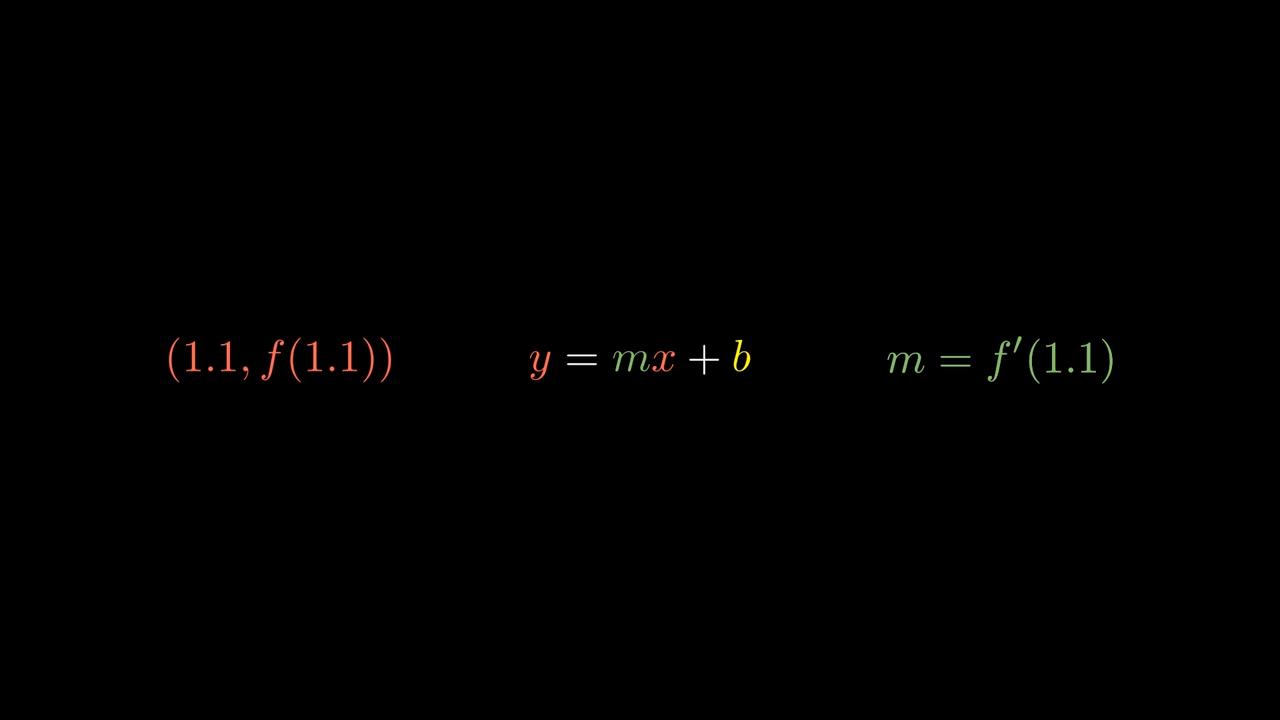 (1.1, f(1.1)) y = mx + b m = f′(1.1)